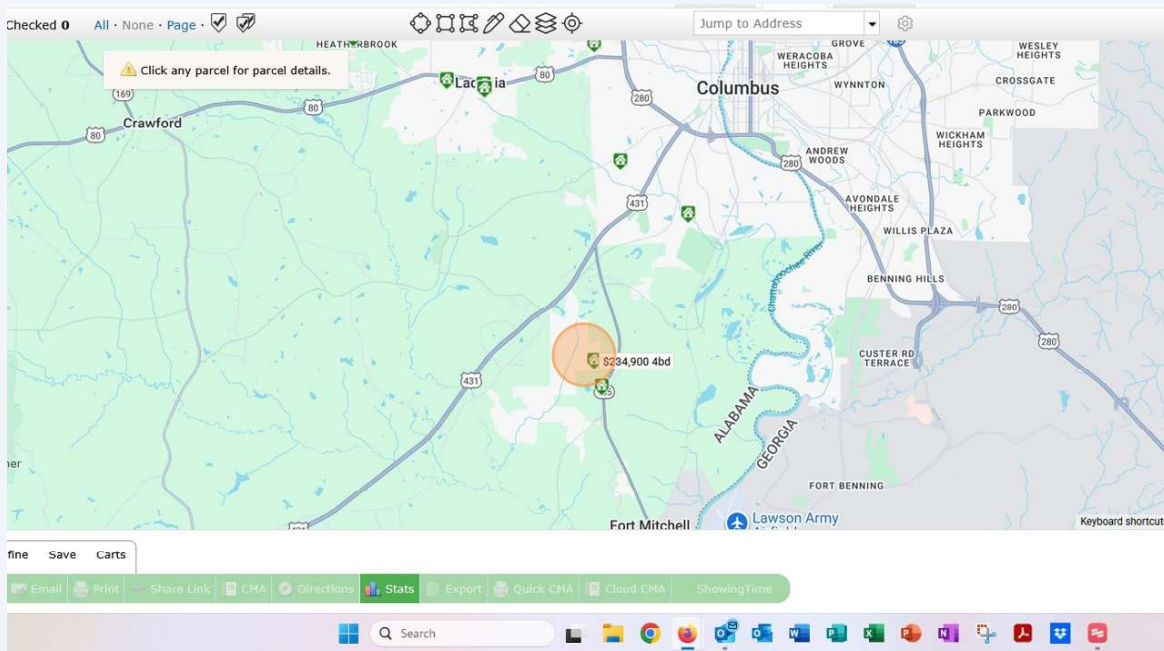 Checked 0 All · None · Page ·
Jump to Address
Click any parcel for parcel details.
HEATHERBROOK
GROVE
WERACOBA
HEIGHTS
WESLEY
HEIGHTS
Columbus
WYNNTON
CROSSGATE
PARKWOOD
WICKHAM
HEIGHTS
80
280
169
80
Crawford
80
ANDREW
WOODS
280
431
AVONDALE
HEIGHTS
WILLIS PLAZA
Chattahoochee River
BENNING HILLS
280
280
$234,900 4bd
CUSTER RD
TERRACE
431
ALABAMA
GEORGIA
FORT BENNING
Fort Mitchell
Lawson Army
Keyboard shortcut
fine Save Carts
Email Print Share Link CMA Directions Stats Export Quick CMA Cloud CMA ShowingTime
Search